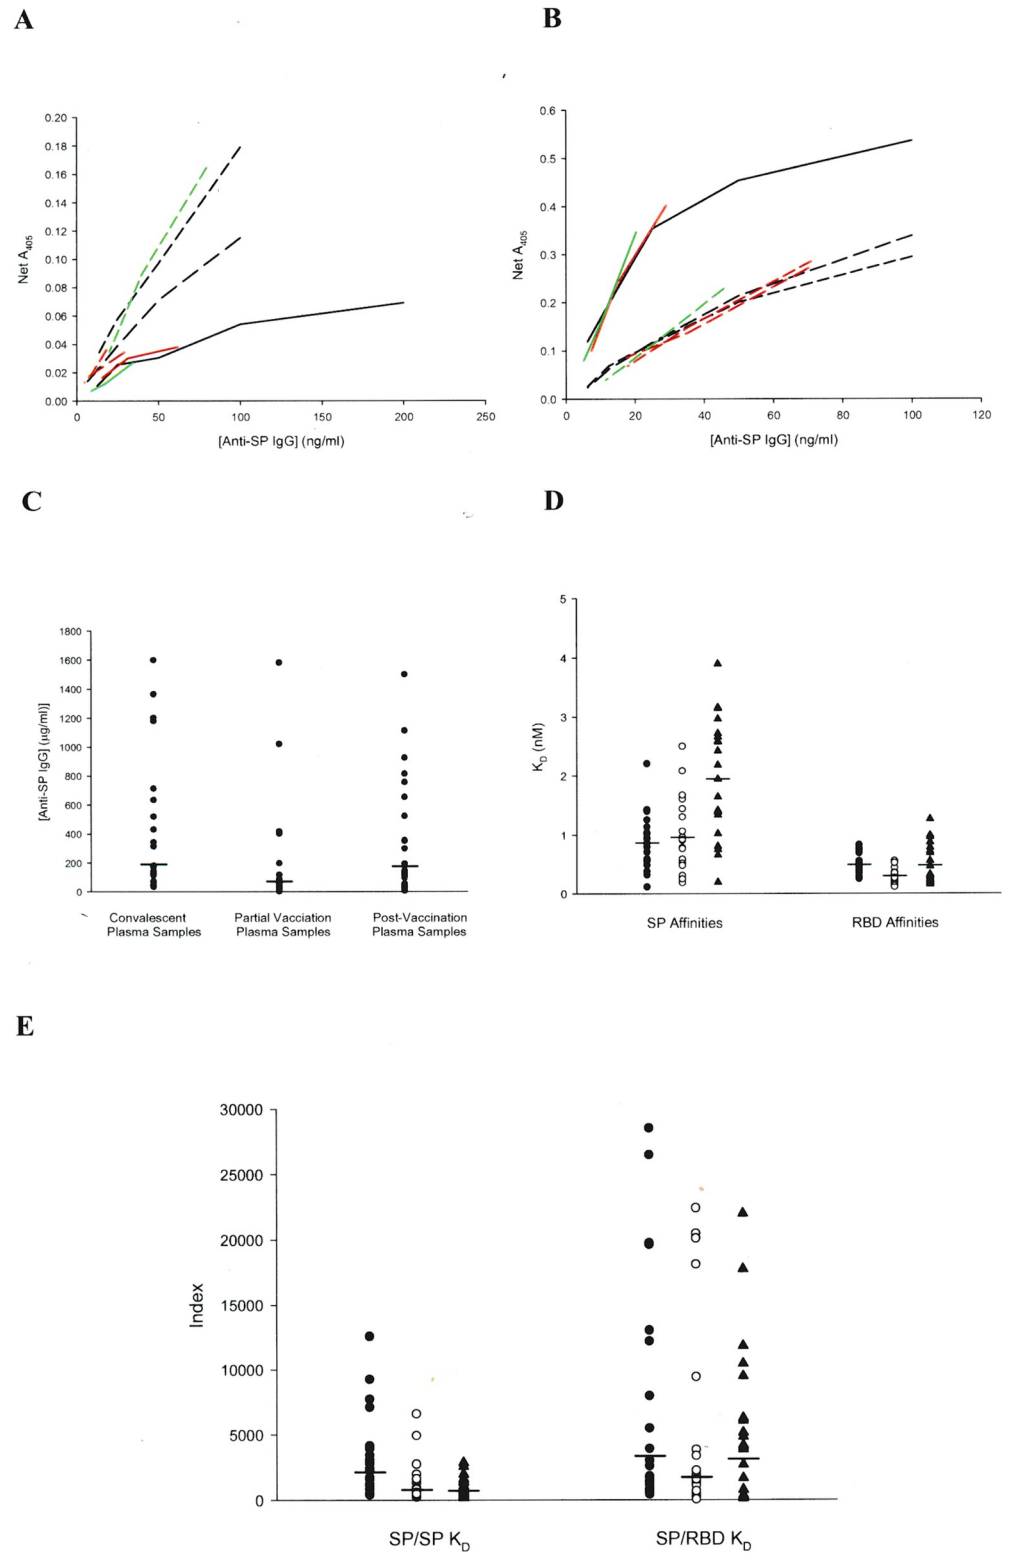 A
B
0.20
0.18
0.16
0.14
0.12
0.10
0.08
0.06
0.04
0.02
0.00
Net A405
0 50 100 150 200 250
[Anti-SP IgG] (ng/ml)
0.6
0.5
0.4
0.3
0.2
0.1
0.0
Net A405
0 20 40 60 80 100 120
[Anti-SP IgG] (ng/ml)
C
D
1800
1600
1400
1200
1000
800
600
400
200
0
[Anti-SP IgG] (µg/ml)]
Convalescent
Plasma Samples
Partial Vacciation
Plasma Samples
Post-Vaccination
Plasma Samples
5
4
3
2
1
0
KD (nM)
SP Affinities
RBD Affinities
E
30000
25000
20000
15000
10000
5000
0
Index
SP/SP KD
SP/RBD KD